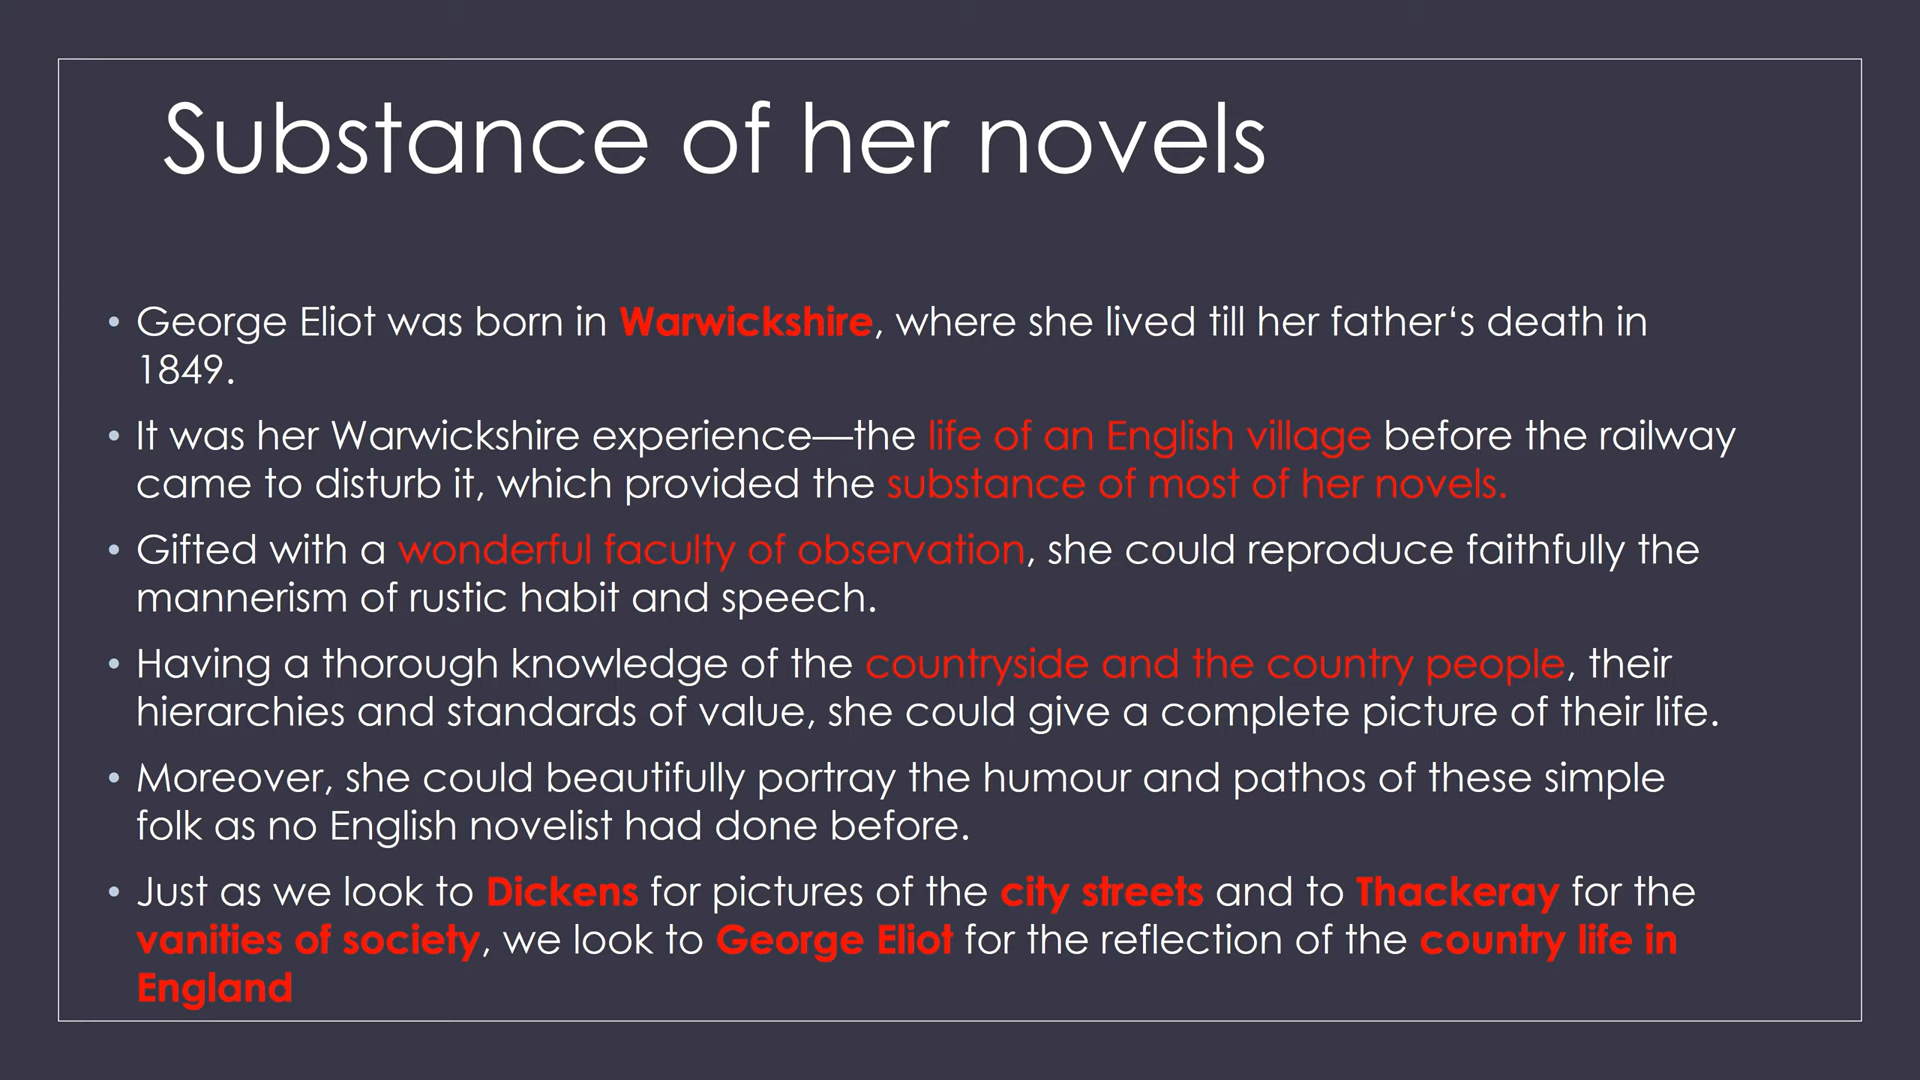 Substance of her novels
• George Eliot was born in Warwickshire, where she lived till her father‘s death in
1849.
• It was her Warwickshire experience—the life of an English village before the railway
came to disturb it, which provided the substance of most of her novels.
• Gifted with a wonderful faculty of observation, she could reproduce faithfully the
mannerism of rustic habit and speech.
• Having a thorough knowledge of the countryside and the country people, their
hierarchies and standards of value, she could give a complete picture of their life.
• Moreover, she could beautifully portray the humour and pathos of these simple
folk as no English novelist had done before.
• Just as we look to Dickens for pictures of the city streets and to Thackeray for the
vanities of society, we look to George Eliot for the reflection of the country life in
England